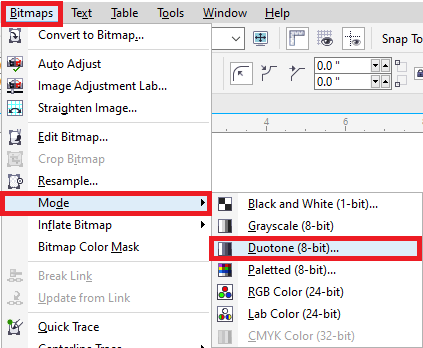 Bitmaps Text Table Tools Window Help
Convert to Bitmap...
Snap To
Auto Adjust
Image Adjustment Lab...
0.0 "
0.0 "
Straighten Image...
Edit Bitmap...
4 6
Crop Bitmap
Resample...
Mode
Black and White (1-bit)...
Inflate Bitmap
Grayscale (8-bit)
Bitmap Color Mask
Duotone (8-bit)...
Paletted (8-bit)...
Break Link
RGB Color (24-bit)
Update from Link
Lab Color (24-bit)
Quick Trace
CMYK Color (32-bit)